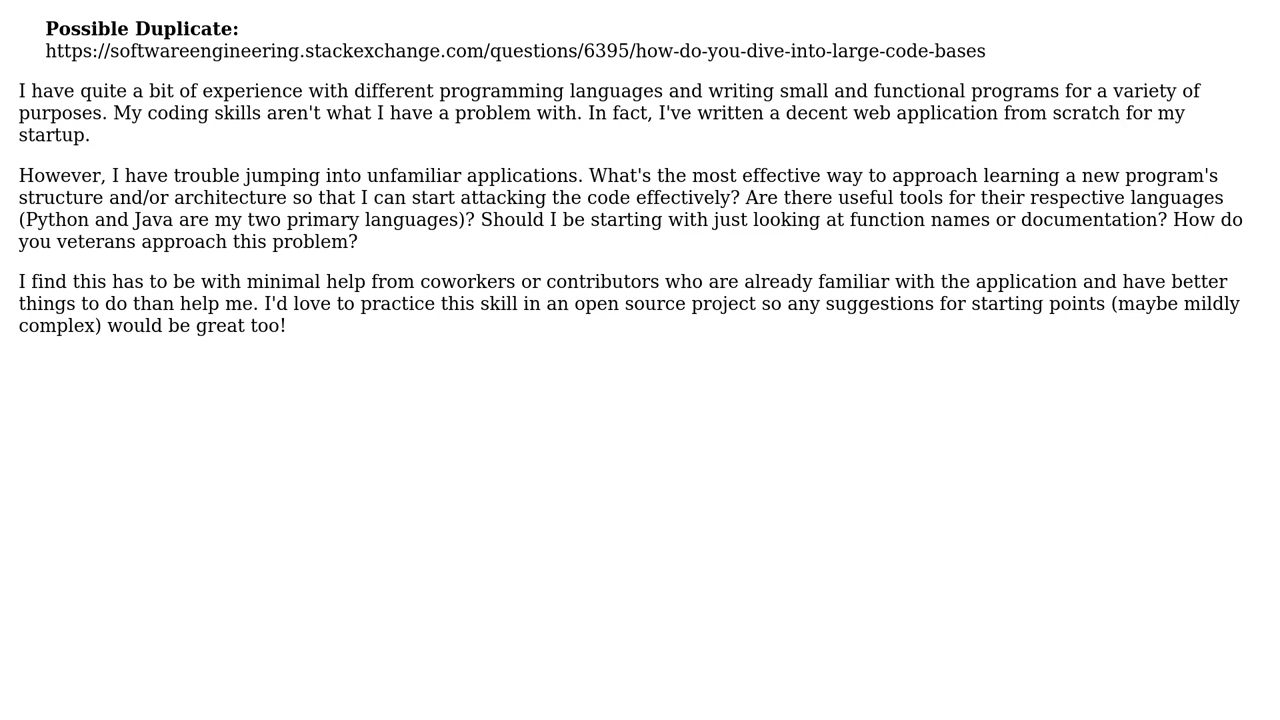 Possible Duplicate:
https://softwareengineering.stackexchange.com/questions/6395/how-do-you-dive-into-large-code-bases
I have quite a bit of experience with different programming languages and writing small and functional programs for a variety of
purposes. My coding skills aren't what I have a problem with. In fact, I've written a decent web application from scratch for my
startup.
However, I have trouble jumping into unfamiliar applications. What's the most effective way to approach learning a new program's
structure and/or architecture so that I can start attacking the code effectively? Are there useful tools for their respective languages
(Python and Java are my two primary languages)? Should I be starting with just looking at function names or documentation? How do
you veterans approach this problem?
I find this has to be with minimal help from coworkers or contributors who are already familiar with the application and have better
things to do than help me. I'd love to practice this skill in an open source project so any suggestions for starting points (maybe mildly
complex) would be great too!